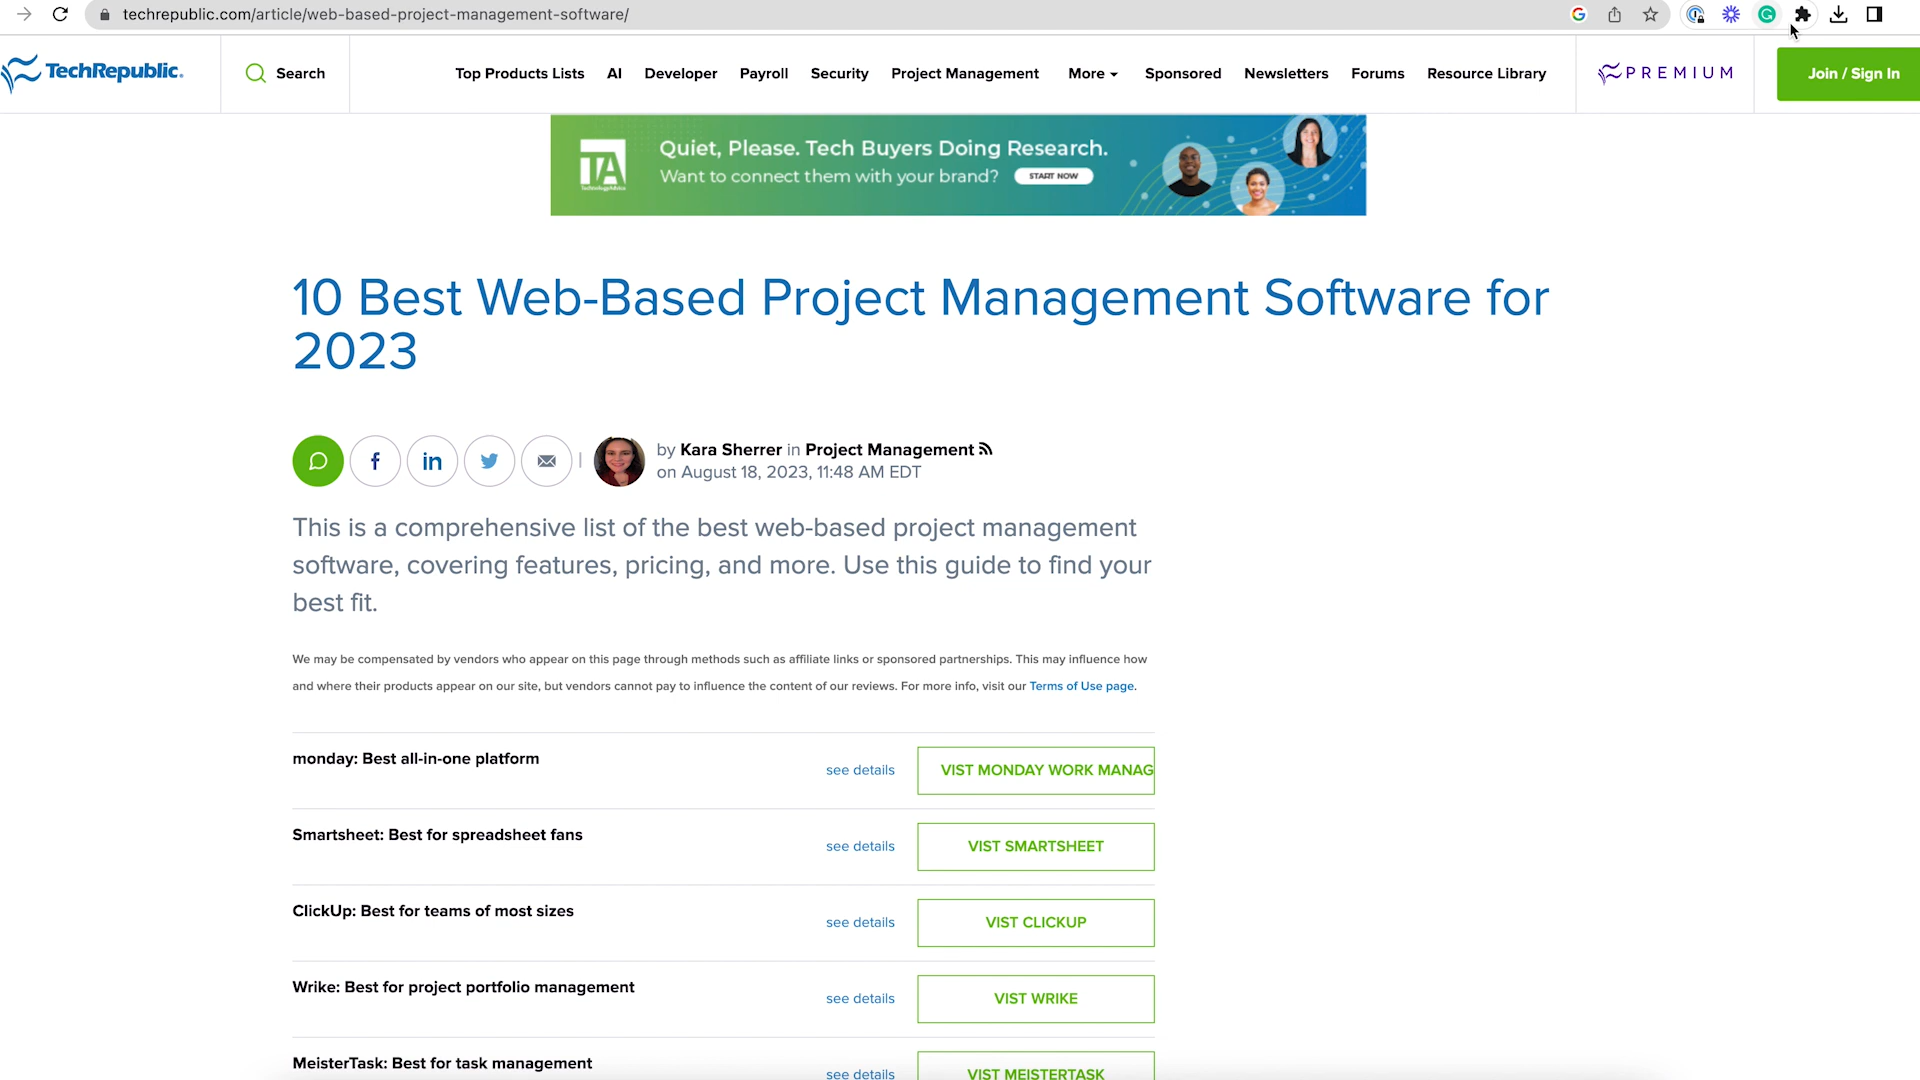 techrepublic.com/article/web-based-project-management-software/
TechRepublic.
Search
Top Products Lists
AI
Developer
Payroll
Security
Project Management
More
Sponsored
Newsletters
Forums
Resource Library
PREMIUM
Join / Sign In
TA
TechnologyAdvice
Quiet, Please. Tech Buyers Doing Research.
Want to connect them with your brand?
START NOW
10 Best Web-Based Project Management Software for
2023
by Kara Sherrer in Project Management
on August 18, 2023, 11:48 AM EDT
This is a comprehensive list of the best web-based project management
software, covering features, pricing, and more. Use this guide to find your
best fit.
We may be compensated by vendors who appear on this page through methods such as affiliate links or sponsored partnerships. This may influence how
and where their products appear on our site, but vendors cannot pay to influence the content of our reviews. For more info, visit our Terms of Use page.
monday: Best all-in-one platform
see details
VIST MONDAY WORK MANAG
Smartsheet: Best for spreadsheet fans
see details
VIST SMARTSHEET
ClickUp: Best for teams of most sizes
see details
VIST CLICKUP
Wrike: Best for project portfolio management
see details
VIST WRIKE
MeisterTask: Best for task management
see details
VIST MEISTERTASK